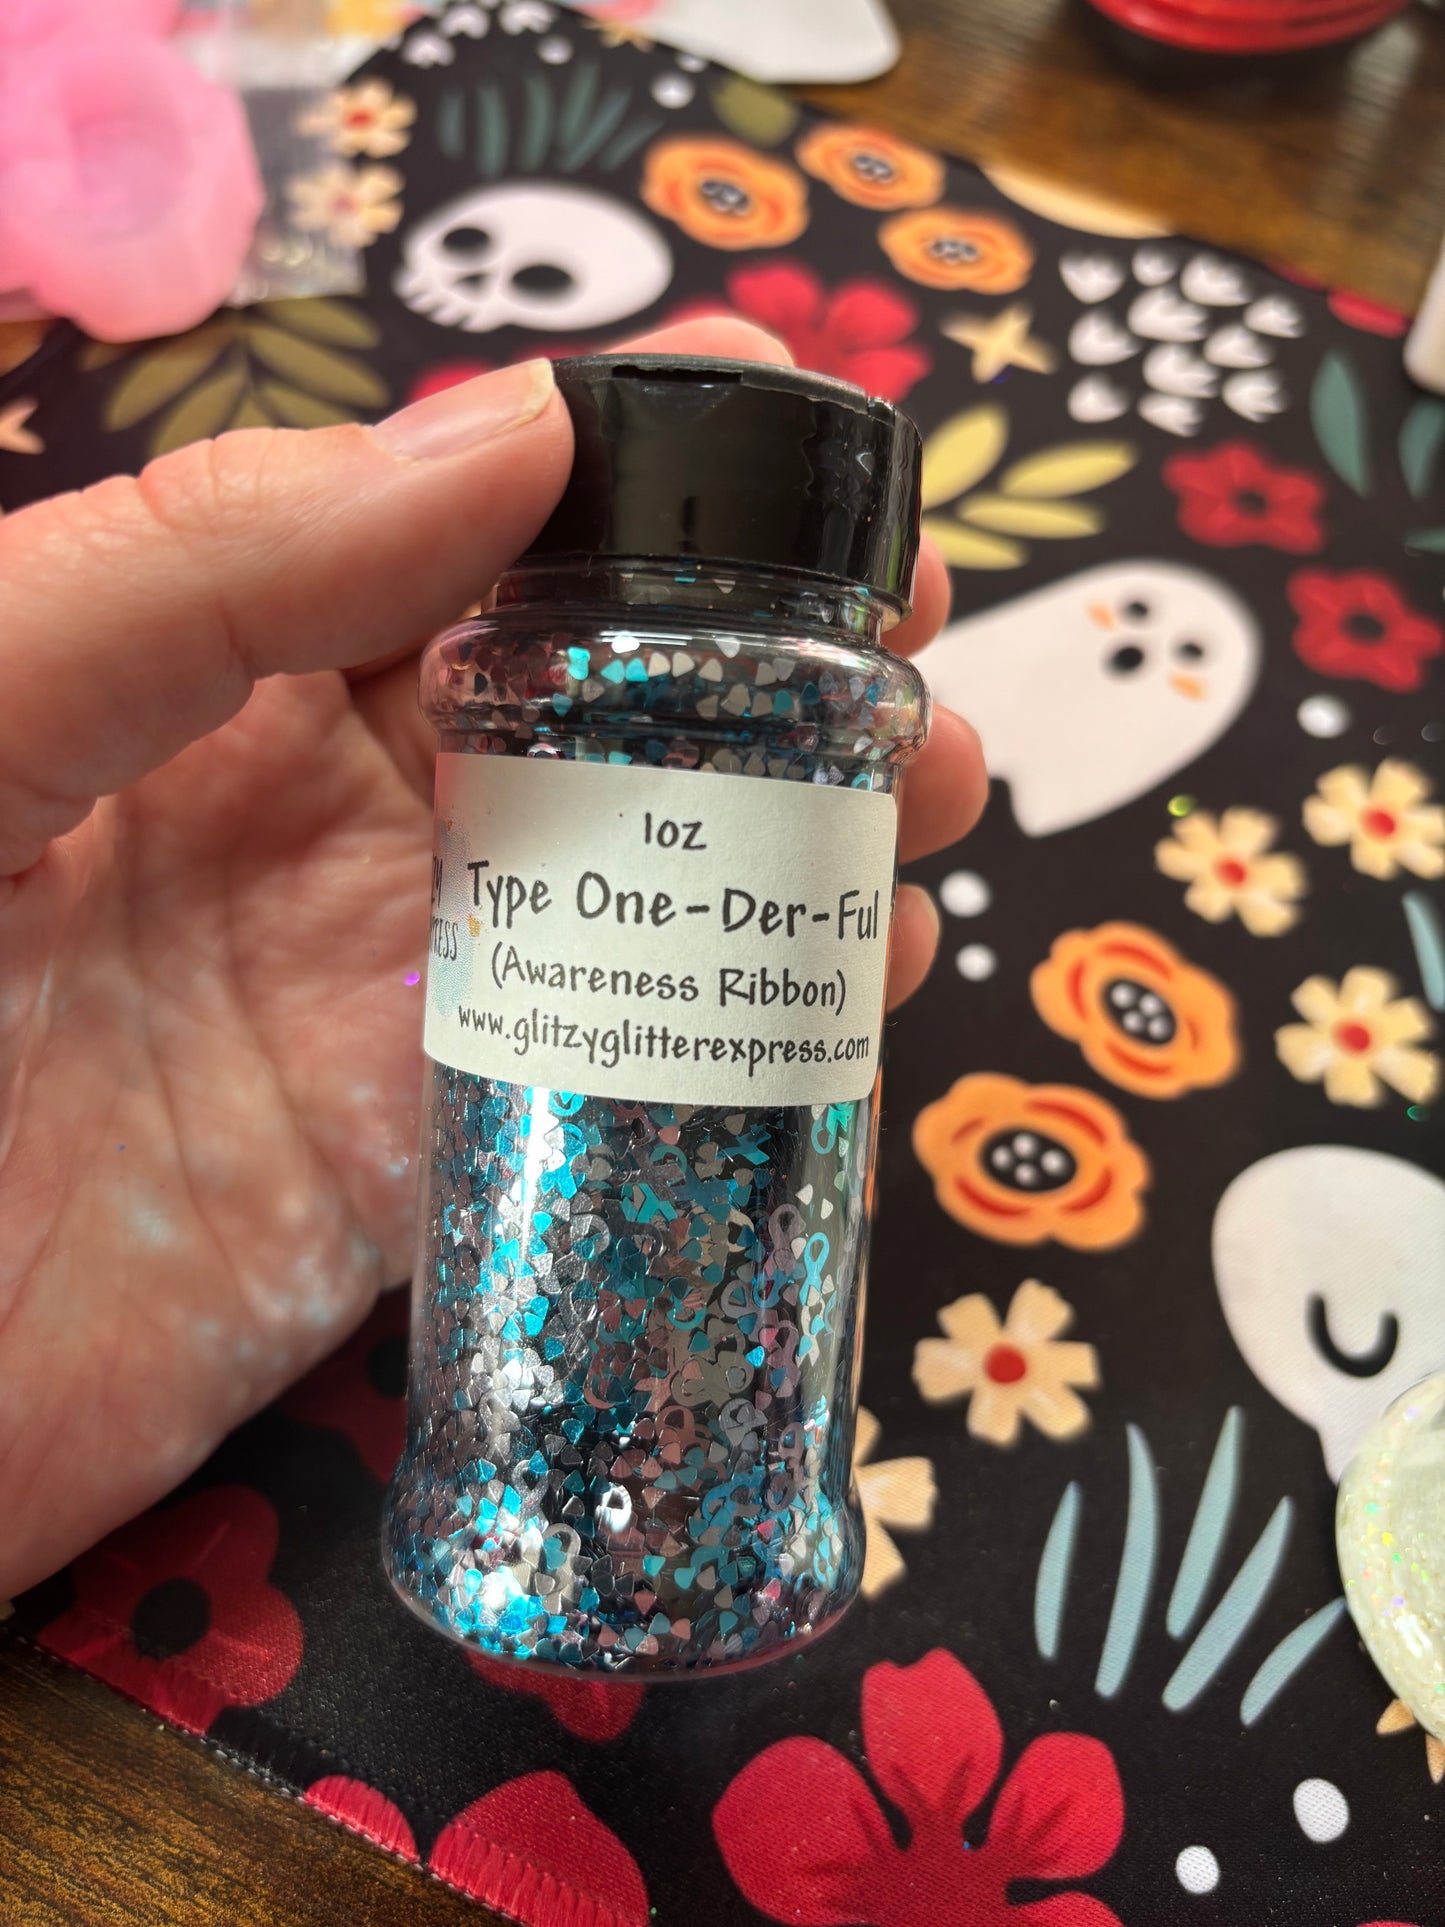 1oz
Type One-Der-Ful
(Awareness Ribbon)
www.glitzyglitterexpress.com